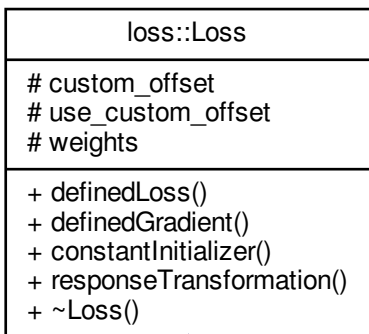 loss::Loss
# custom_offset
# use_custom_offset
# weights
+ definedLoss()
+ definedGradient()
+ constantInitializer()
+ responseTransformation()
+ ~Loss()